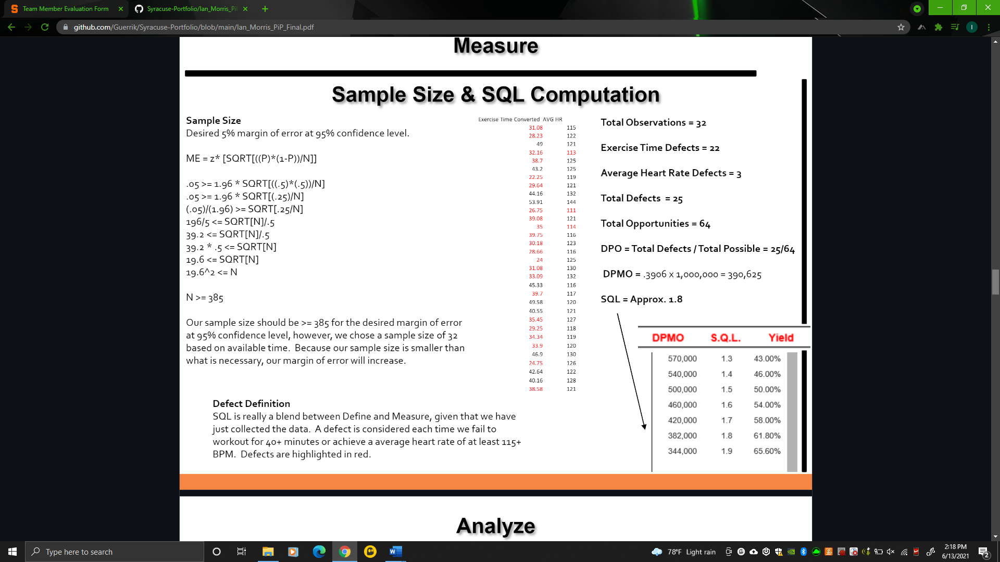 Team Member Evaluation Form
Syracuse-Portfolio/Ian_Morris_Pi
github.com/Guerrik/Syracuse-Portfolio/blob/main/Ian_Morris_PiP_Final.pdf
I
Measure
Sample Size & SQL Computation
Sample Size
Desired 5% margin of error at 95% confidence level.
ME = z* [SQRT[((P)*(1-P))/N]]
.05 >= 1.96 * SQRT[((.5)*(.5))/N]
.05 >= 1.96 * SQRT[(.25)/N]
(.05)/(1.96) >= SQRT[.25/N]
196/5 <= SQRT[N]/.5
39.2 <= SQRT[N]/.5
39.2 * .5 <= SQRT[N]
19.6 <= SQRT[N]
19.6^2 <= N
N >= 385
Our sample size should be >= 385 for the desired margin of error
at 95% confidence level, however, we chose a sample size of 32
based on available time. Because our sample size is smaller than
what is necessary, our margin of error will increase.
Defect Definition
SQL is really a blend between Define and Measure, given that we have
just collected the data. A defect is considered each time we fail to
workout for 40+ minutes or achieve a average heart rate of at least 115+
BPM. Defects are highlighted in red.
Exercise Time Converted AVG HR
31.08 115
28.23 122
49 121
32.16 113
38.7 125
43.2 125
22.25 119
29.64 121
44.16 132
53.91 144
26.75 111
39.08 121
35 114
39.75 116
30.18 123
28.66 116
24 125
31.08 130
33.09 132
45.33 116
39.7 117
49.58 120
40.55 121
35.45 127
29.25 118
34.34 119
33.9 120
46.9 130
24.75 126
42.64 122
40.16 128
38.58 121
Total Observations = 32
Exercise Time Defects = 22
Average Heart Rate Defects = 3
Total Defects = 25
Total Opportunities = 64
DPO = Total Defects / Total Possible = 25/64
DPMO = .3906 x 1,000,000 = 390,625
SQL = Approx. 1.8
DPMO S.Q.L. Yield
570,000 1.3 43.00%
540,000 1.4 46.00%
500,000 1.5 50.00%
460,000 1.6 54.00%
420,000 1.7 58.00%
382,000 1.8 61.80%
344,000 1.9 65.60%
Analyze
Type here to search
78°F Light rain
2:18 PM
6/13/2021
2